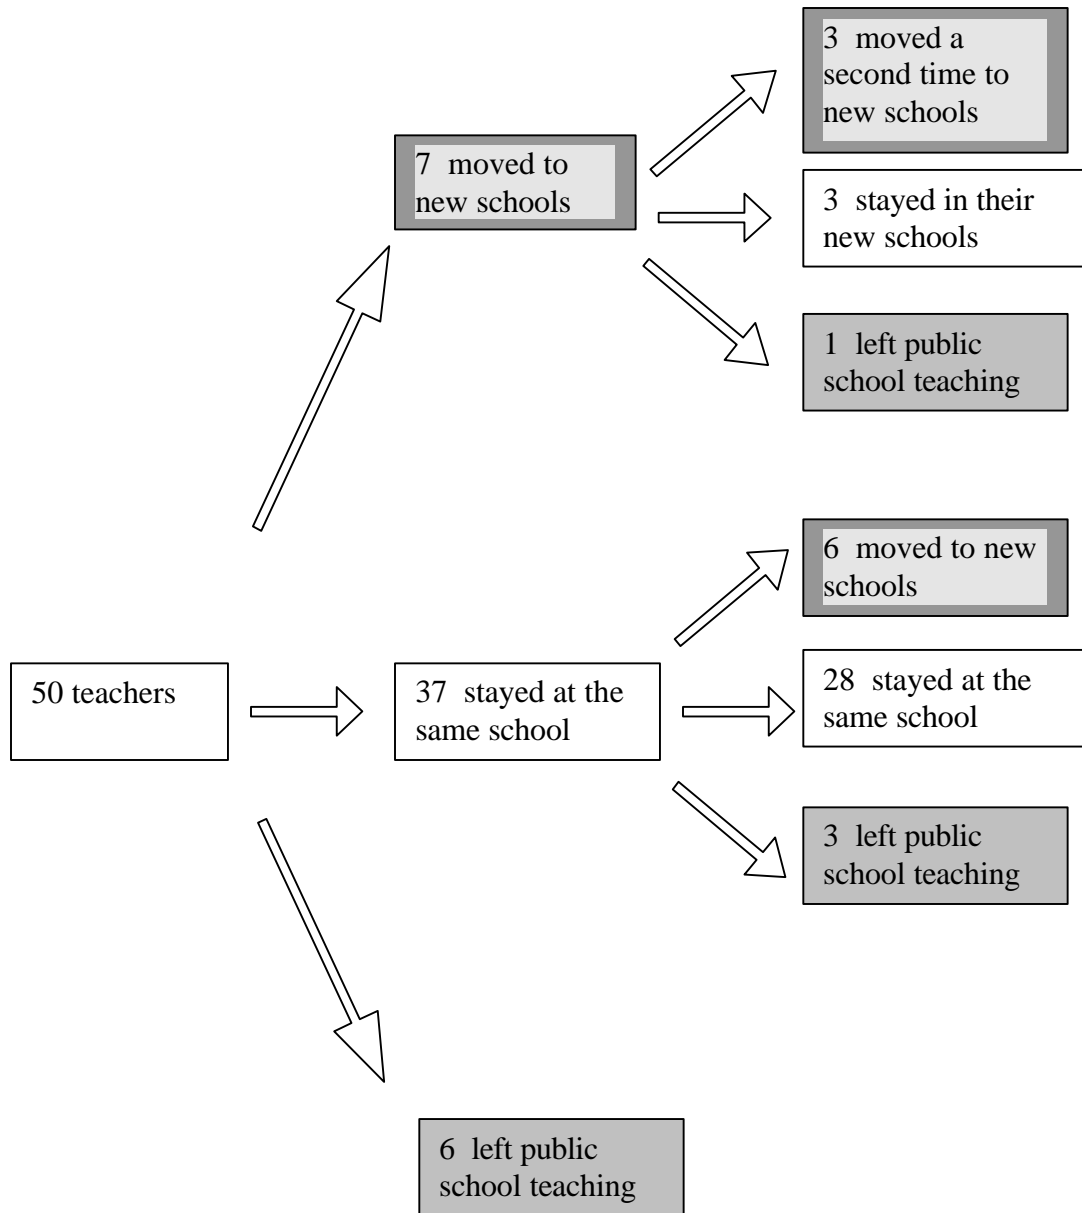 3  moved a
second time to
new schools
7  moved to
new schools
3  stayed in their
new schools
1  left public
school teaching
6  moved to new
schools
50 teachers
37  stayed at the
same school
28  stayed at the
same school
3  left public
school teaching
6  left public
school teaching